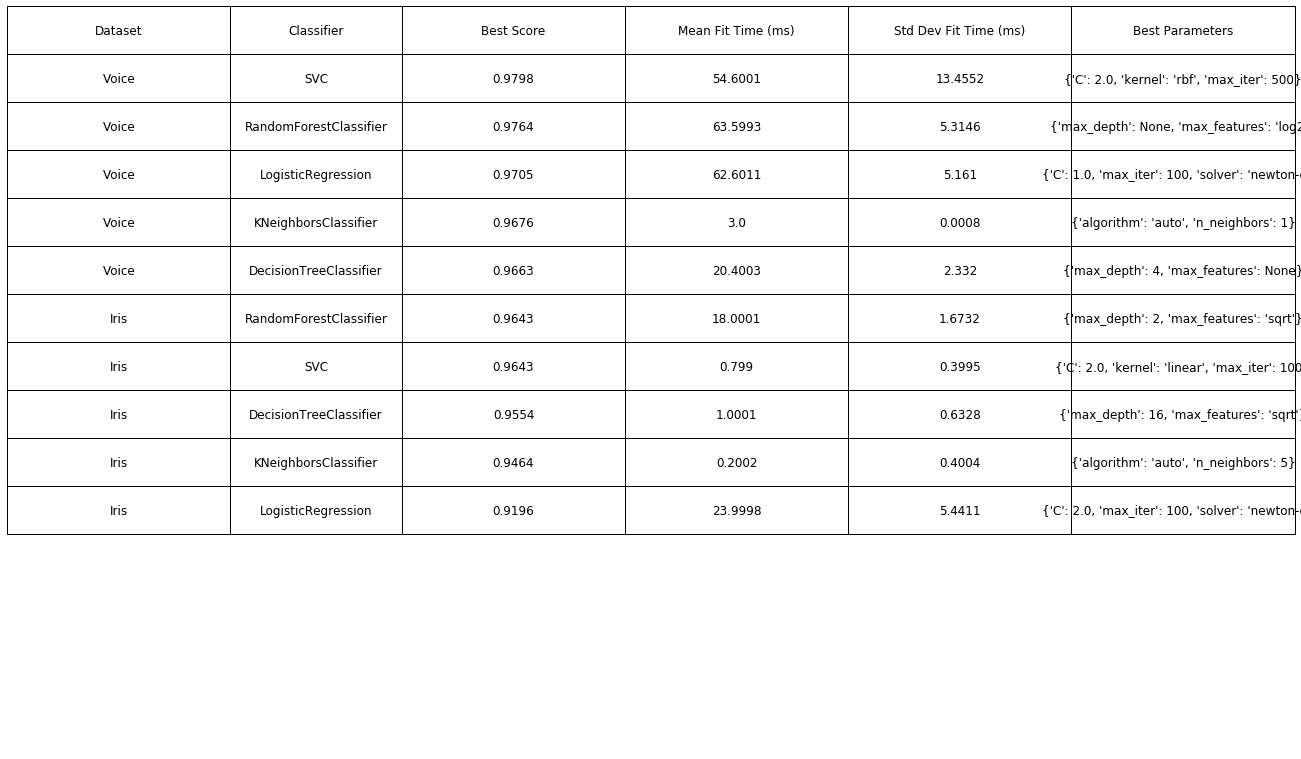 Dataset Classifier Best Score Mean Fit Time (ms) Std Dev Fit Time (ms) Best Parameters
Voice SVC 0.9798 54.6001 13.4552 {'C': 2.0, 'kernel': 'rbf', 'max_iter': 500}
Voice RandomForestClassifier 0.9764 63.5993 5.3146 {'max_depth': None, 'max_features': 'log2
Voice LogisticRegression 0.9705 62.6011 5.161 {'C': 1.0, 'max_iter': 100, 'solver': 'newton-
Voice KNeighborsClassifier 0.9676 3.0 0.0008 {'algorithm': 'auto', 'n_neighbors': 1}
Voice DecisionTreeClassifier 0.9663 20.4003 2.332 {'max_depth': 4, 'max_features': None}
Iris RandomForestClassifier 0.9643 18.0001 1.6732 {'max_depth': 2, 'max_features': 'sqrt'}
Iris SVC 0.9643 0.799 0.3995 {'C': 2.0, 'kernel': 'linear', 'max_iter': 100
Iris DecisionTreeClassifier 0.9554 1.0001 0.6328 {'max_depth': 16, 'max_features': 'sqrt'}
Iris KNeighborsClassifier 0.9464 0.2002 0.4004 {'algorithm': 'auto', 'n_neighbors': 5}
Iris LogisticRegression 0.9196 23.9998 5.4411 {'C': 2.0, 'max_iter': 100, 'solver': 'newton-